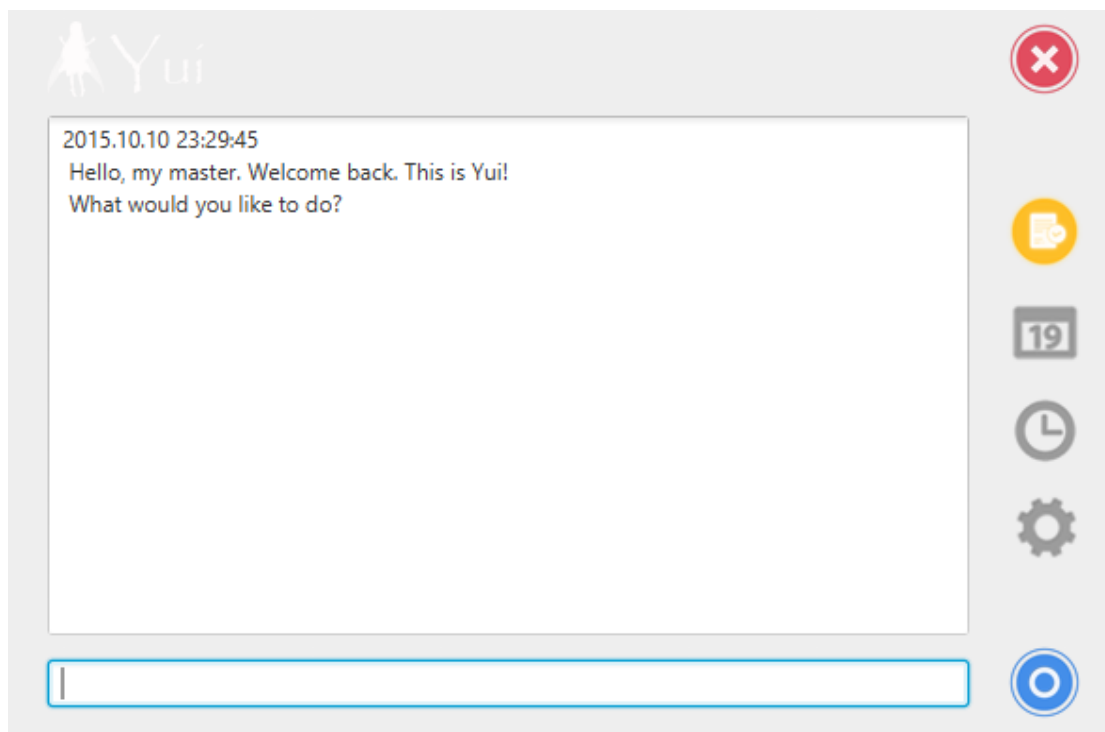 Yui
2015.10.10 23:29:45
Hello, my master. Welcome back. This is Yui!
What would you like to do?
19